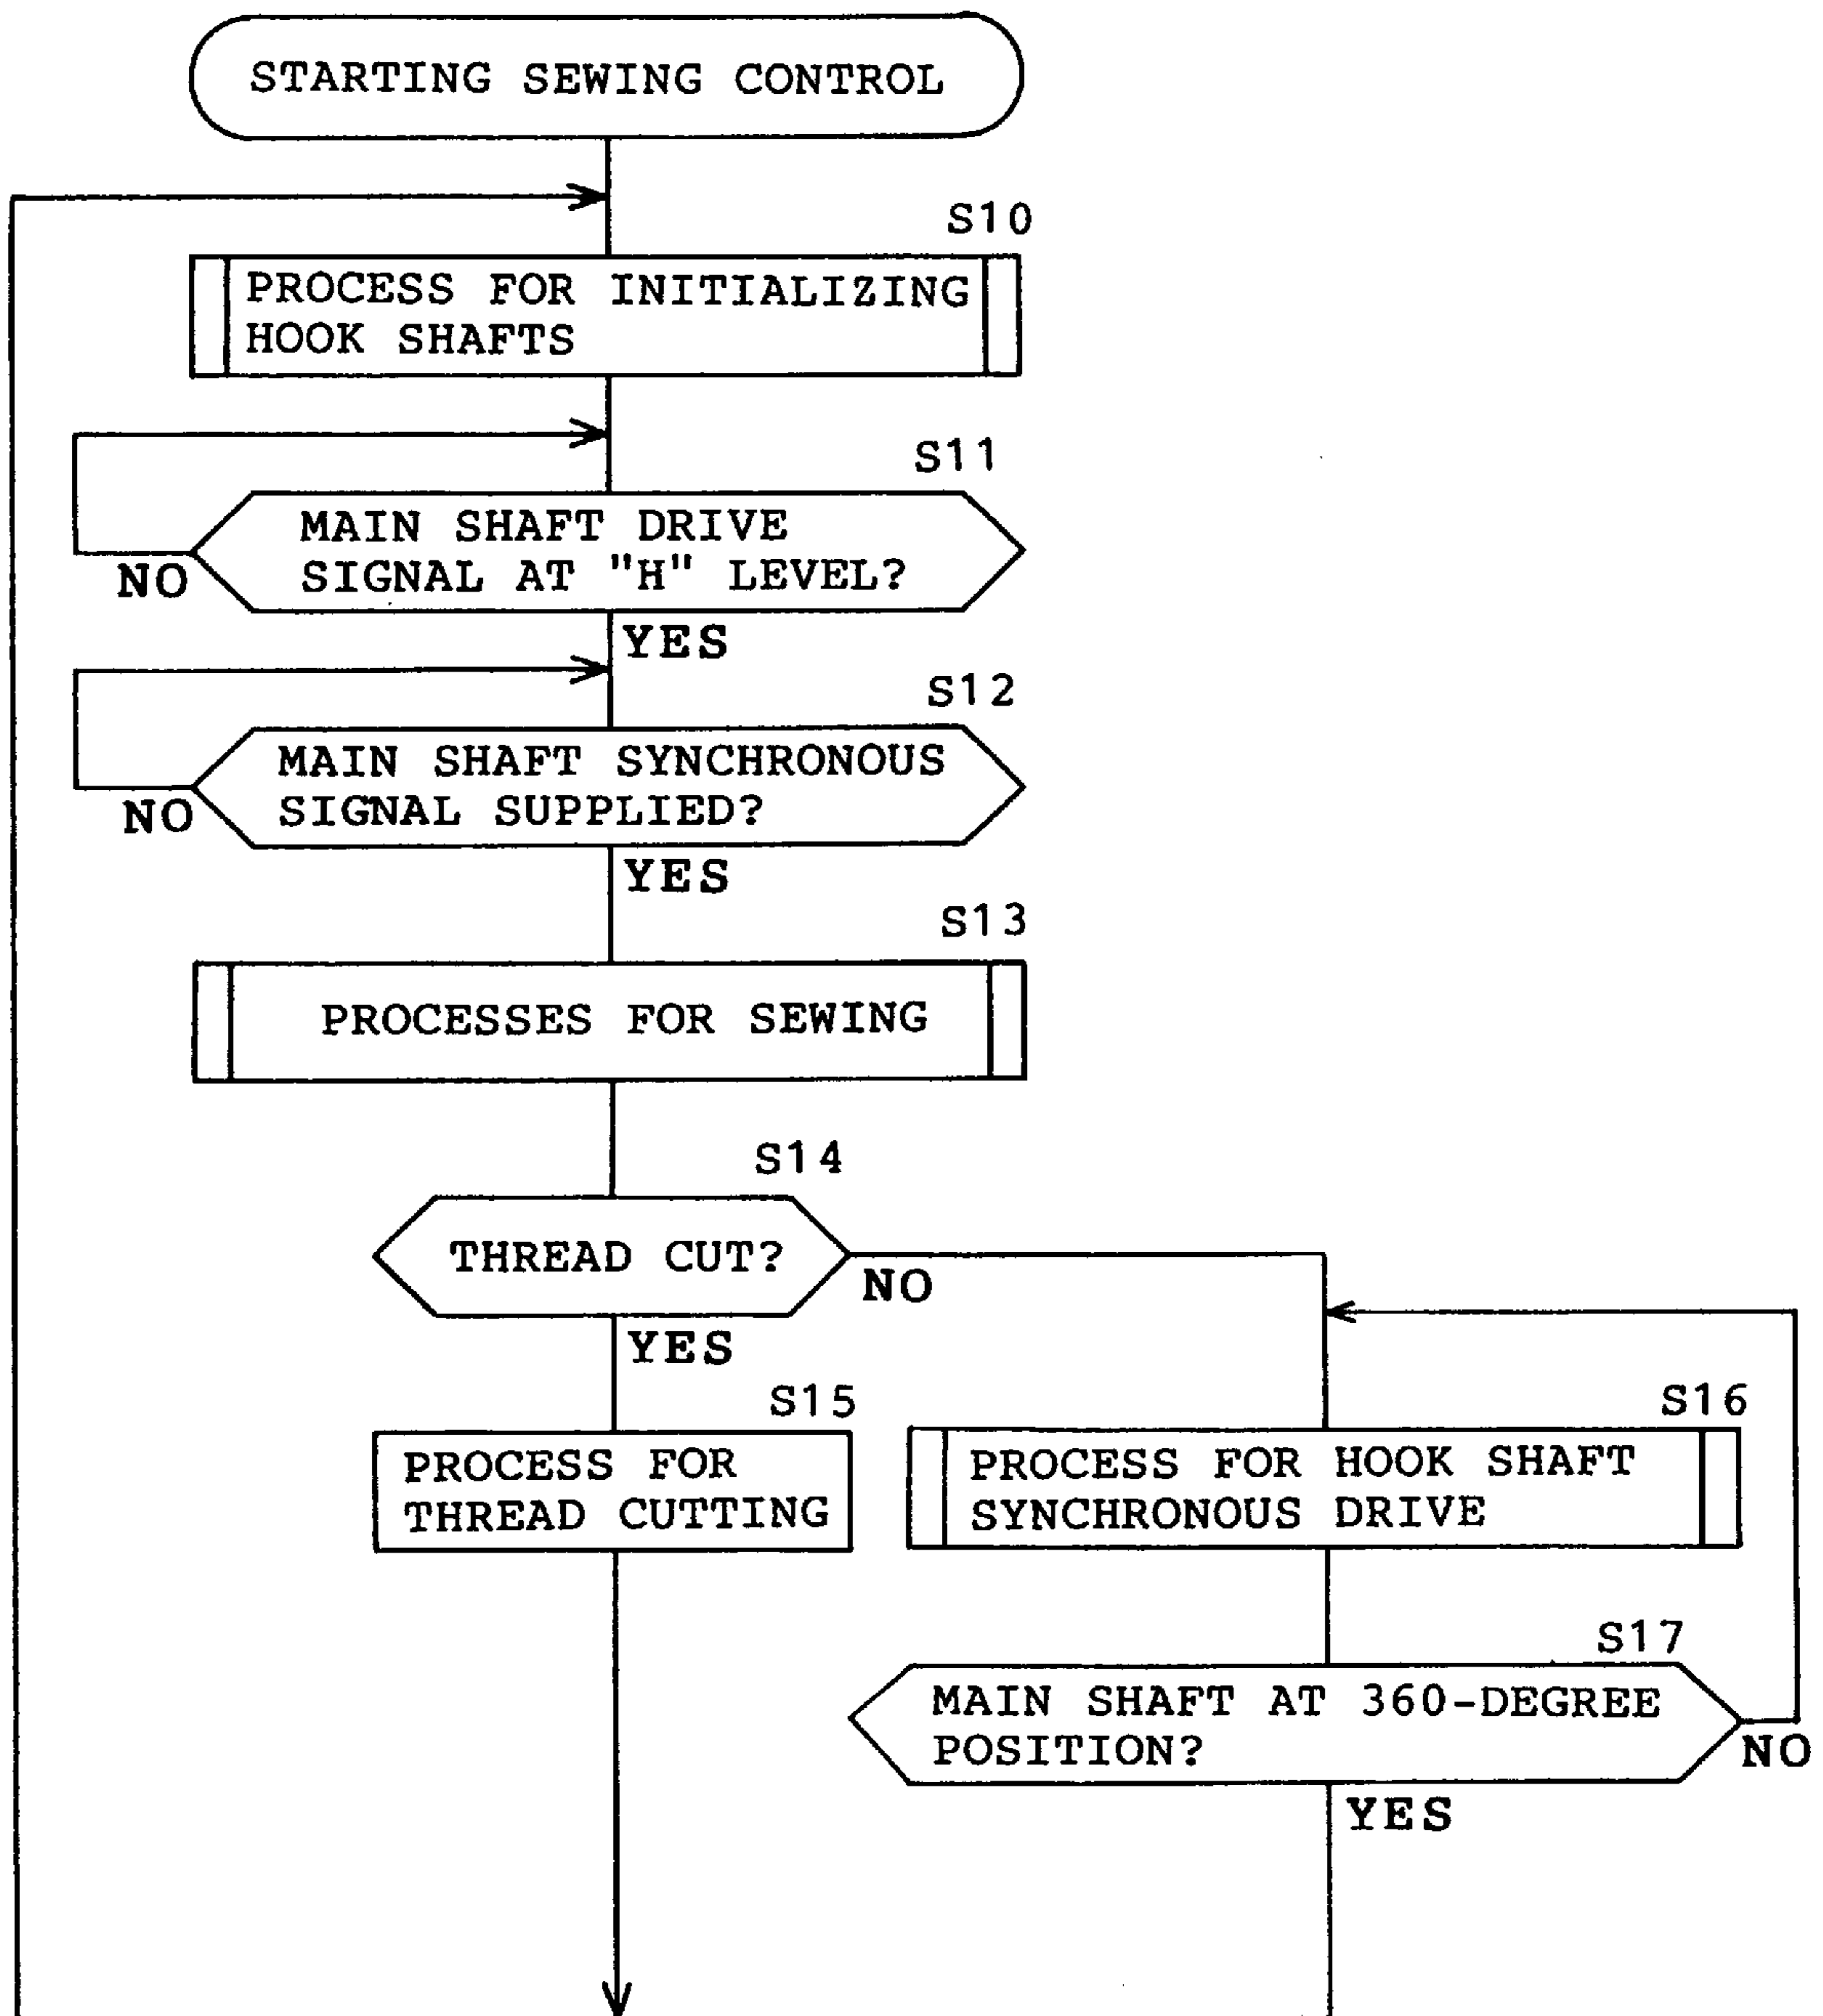 STARTING SEWING CONTROL
S10
PROCESS FOR INITIALIZING
HOOK SHAFTS
S11
MAIN SHAFT DRIVE
SIGNAL AT "H" LEVEL?
NO
YES
S12
MAIN SHAFT SYNCHRONOUS
SIGNAL SUPPLIED?
NO
YES
S13
PROCESSES FOR SEWING
S14
THREAD CUT?
NO
YES
S15
PROCESS FOR
THREAD CUTTING
S16
PROCESS FOR HOOK SHAFT
SYNCHRONOUS DRIVE
S17
MAIN SHAFT AT 360-DEGREE
POSITION?
NO
YES